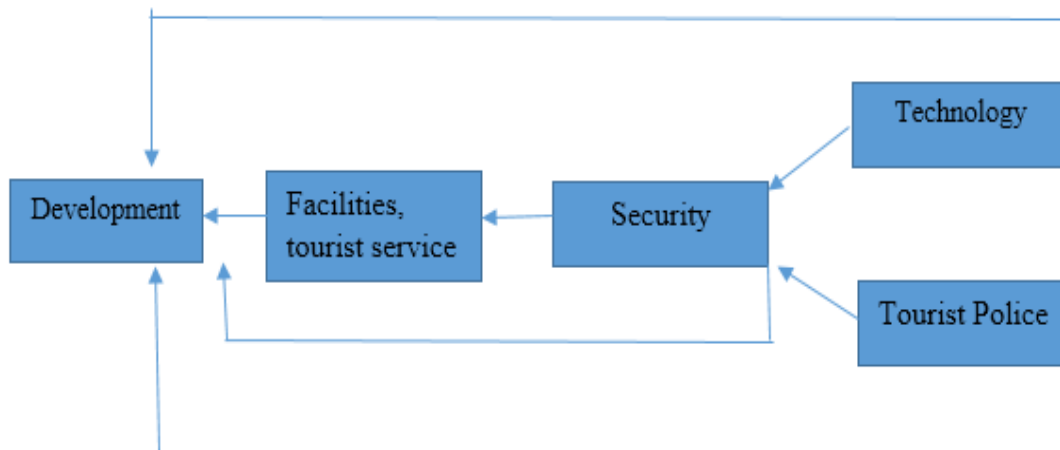 Technology
Development
Facilities,
tourist service
Security
Tourist Police